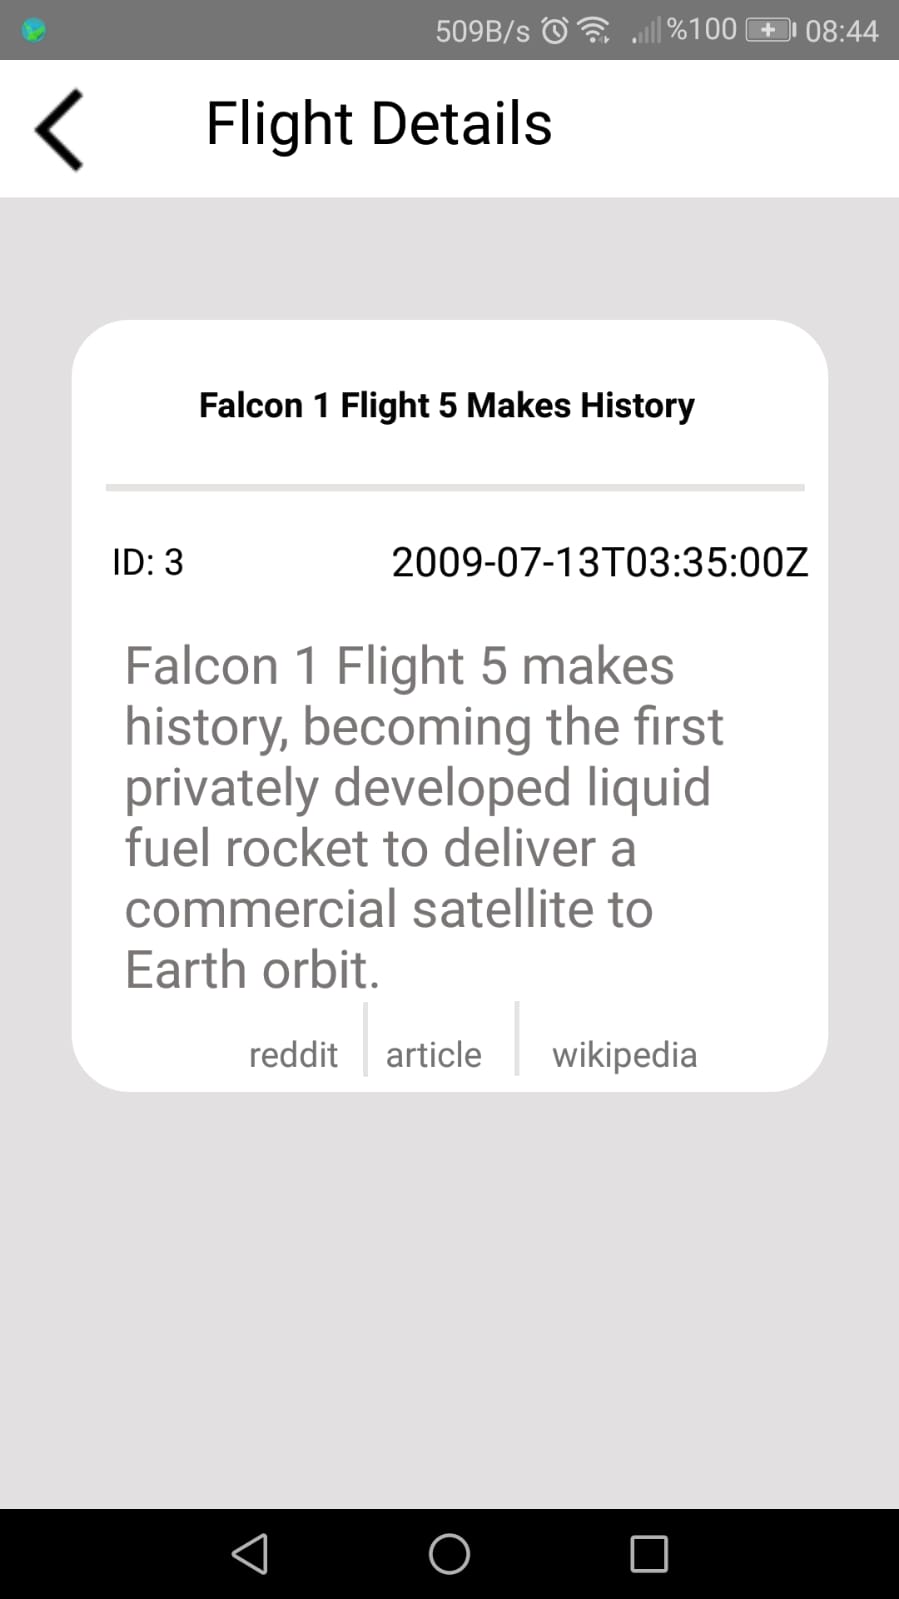 509B/s %100 08:44
Flight Details
Falcon 1 Flight 5 Makes History
ID: 3 2009-07-13T03:35:00Z
Falcon 1 Flight 5 makes
history, becoming the first
privately developed liquid
fuel rocket to deliver a
commercial satellite to
Earth orbit.
reddit article wikipedia